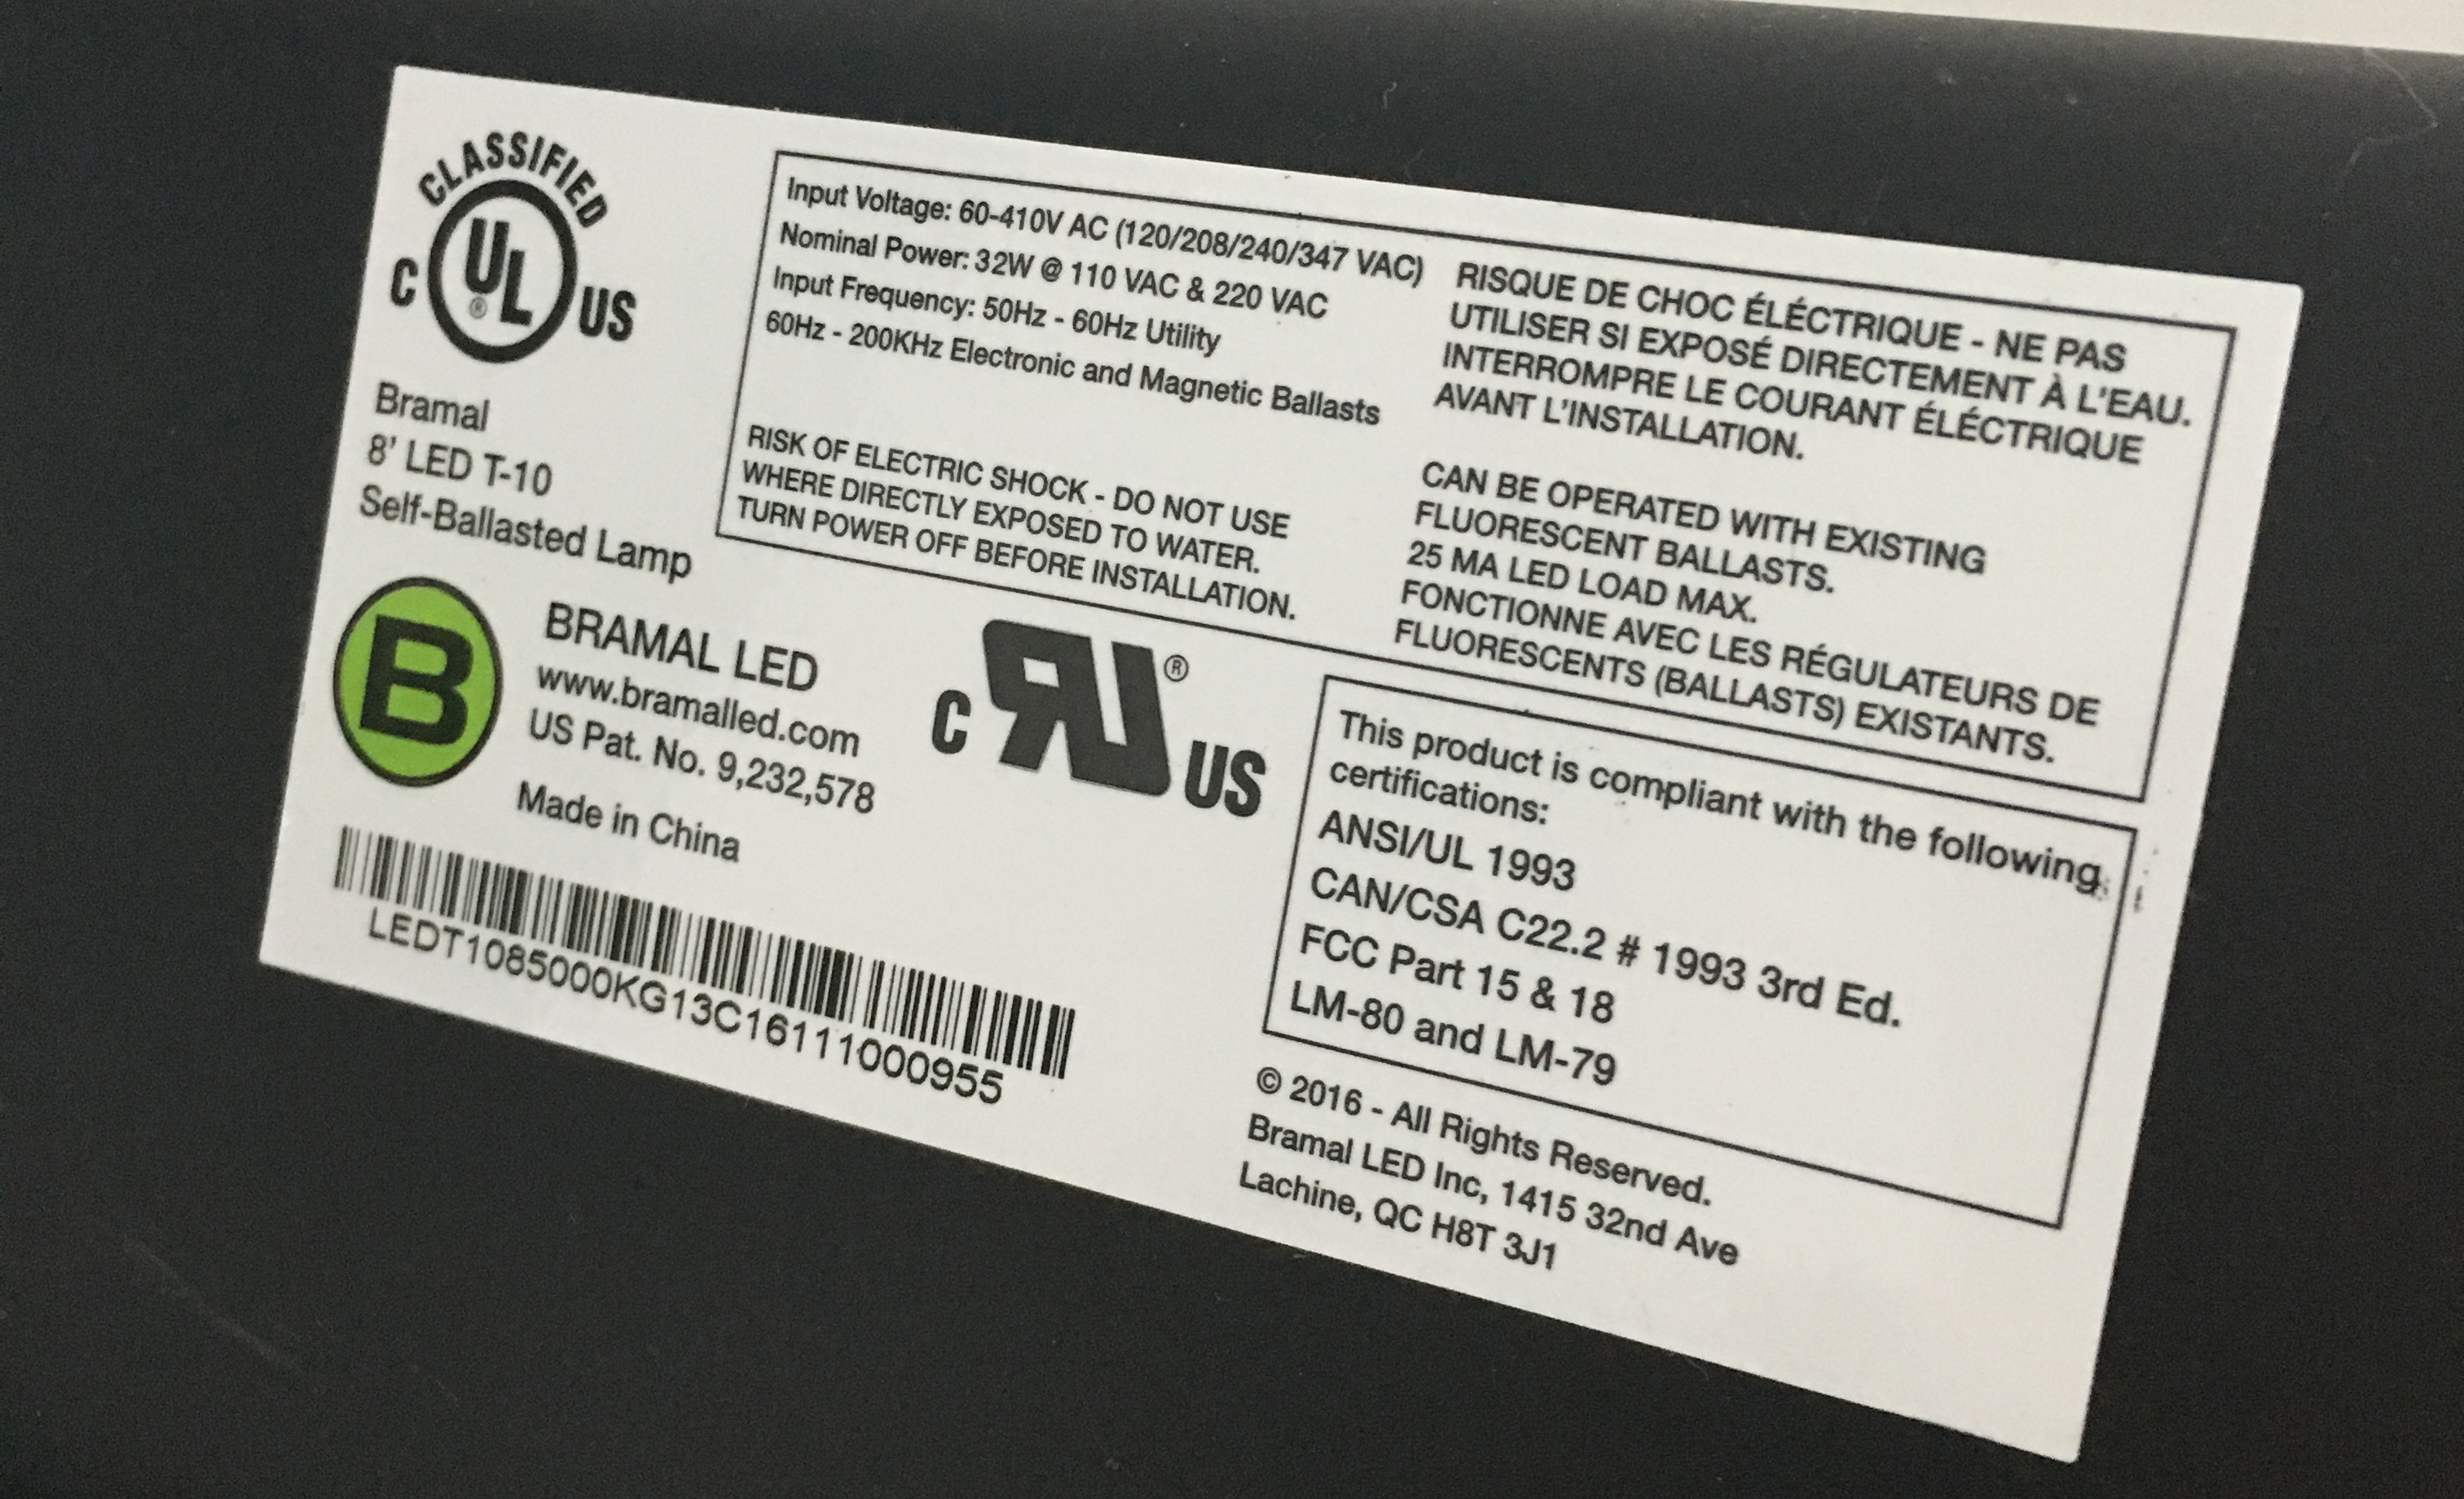 CLASSIFIED
C UL ® US
Bramal
8' LED T-10
Self-Ballasted Lamp
Input Voltage: 60-410V AC (120/208/240/347 VAC)
Nominal Power: 32W @ 110 VAC & 220 VAC
Input Frequency: 50Hz - 60Hz Utility
60Hz - 200KHz Electronic and Magnetic Ballasts
RISK OF ELECTRIC SHOCK - DO NOT USE
WHERE DIRECTLY EXPOSED TO WATER.
TURN POWER OFF BEFORE INSTALLATION.
RISQUE DE CHOC ÉLÉCTRIQUE - NE PAS
UTILISER SI EXPOSÉ DIRECTEMENT À L'EAU.
INTERROMPRE LE COURANT ÉLÉCTRIQUE
AVANT L'INSTALLATION.
CAN BE OPERATED WITH EXISTING
FLUORESCENT BALLASTS.
25 MA LED LOAD MAX.
FONCTIONNE AVEC LES RÉGULATEURS DE
FLUORESCENTS (BALLASTS) EXISTANTS.
B
BRAMAL LED
www.bramalled.com
US Pat. No. 9,232,578
Made in China
C RU ® US
LEDT1085000KG13C16111000955
This product is compliant with the following
certifications:
ANSI/UL 1993
CAN/CSA C22.2 # 1993 3rd Ed.
FCC Part 15 & 18
LM-80 and LM-79
© 2016 - All Rights Reserved.
Bramal LED Inc, 1415 32nd Ave
Lachine, QC H8T 3J1